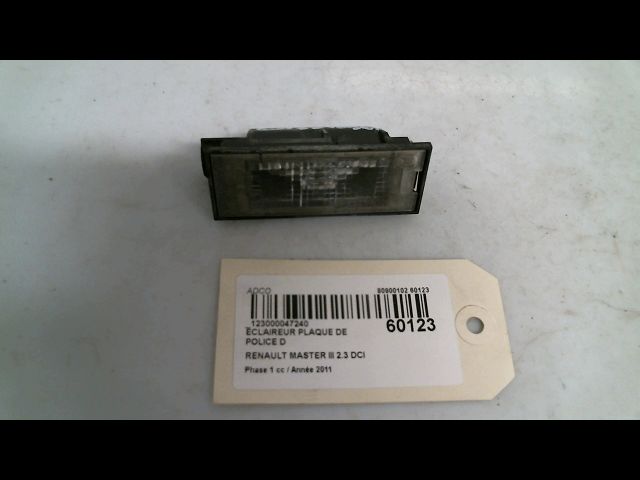 ADCO 80900102 60123
123000047240
60123
ECLAIREUR PLAQUE DE
POLICE D
RENAULT MASTER III 2.3 DCI
Phase 1 cc / Année 2011